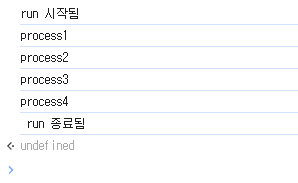 run 시작됨
process1
process2
process3
process4
run 종료됨
undefined